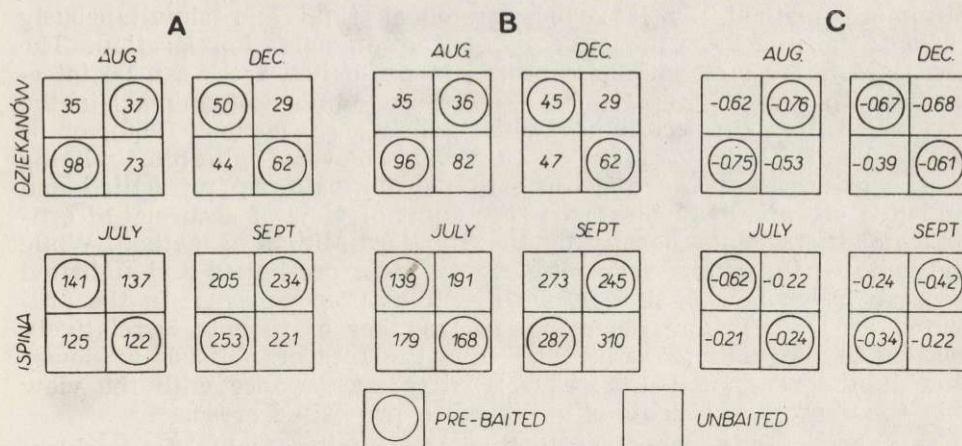 A B C
AUG. DEC. AUG. DEC. AUG. DEC.
DZIEKANÓW
35 37 50 29 35 36 45 29 -0.62 -0.76 -0.67 -0.68
98 73 44 62 96 82 47 62 -0.75 -0.53 -0.39 -0.61
JULY SEPT JULY SEPT JULY SEPT
ISPINA
141 137 205 234 139 191 273 245 -0.62 -0.22 -0.24 -0.42
125 122 253 221 179 168 287 310 -0.21 -0.24 -0.34 -0.22
PRE-BAITED UNBAITED